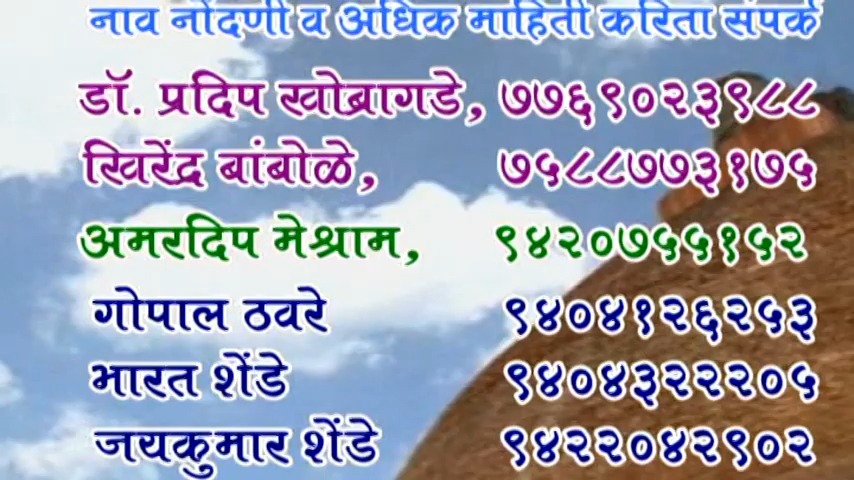 नाव नोंदणी व अधिक माहिती करिता संपर्क
डॉ. प्रदिप खोब्रागडे, ७७६९०२३९८८
खिरेंद्र बांबोळे, ७५८८७७३१७५
अमरदिप मेश्राम, ९४२०७५५१५२
गोपाल ठवरे ९४०४१२६२५३
भारत शेंडे ९४०४३२२२०५
जयकुमार शेंडे ९४२२०४२९०२